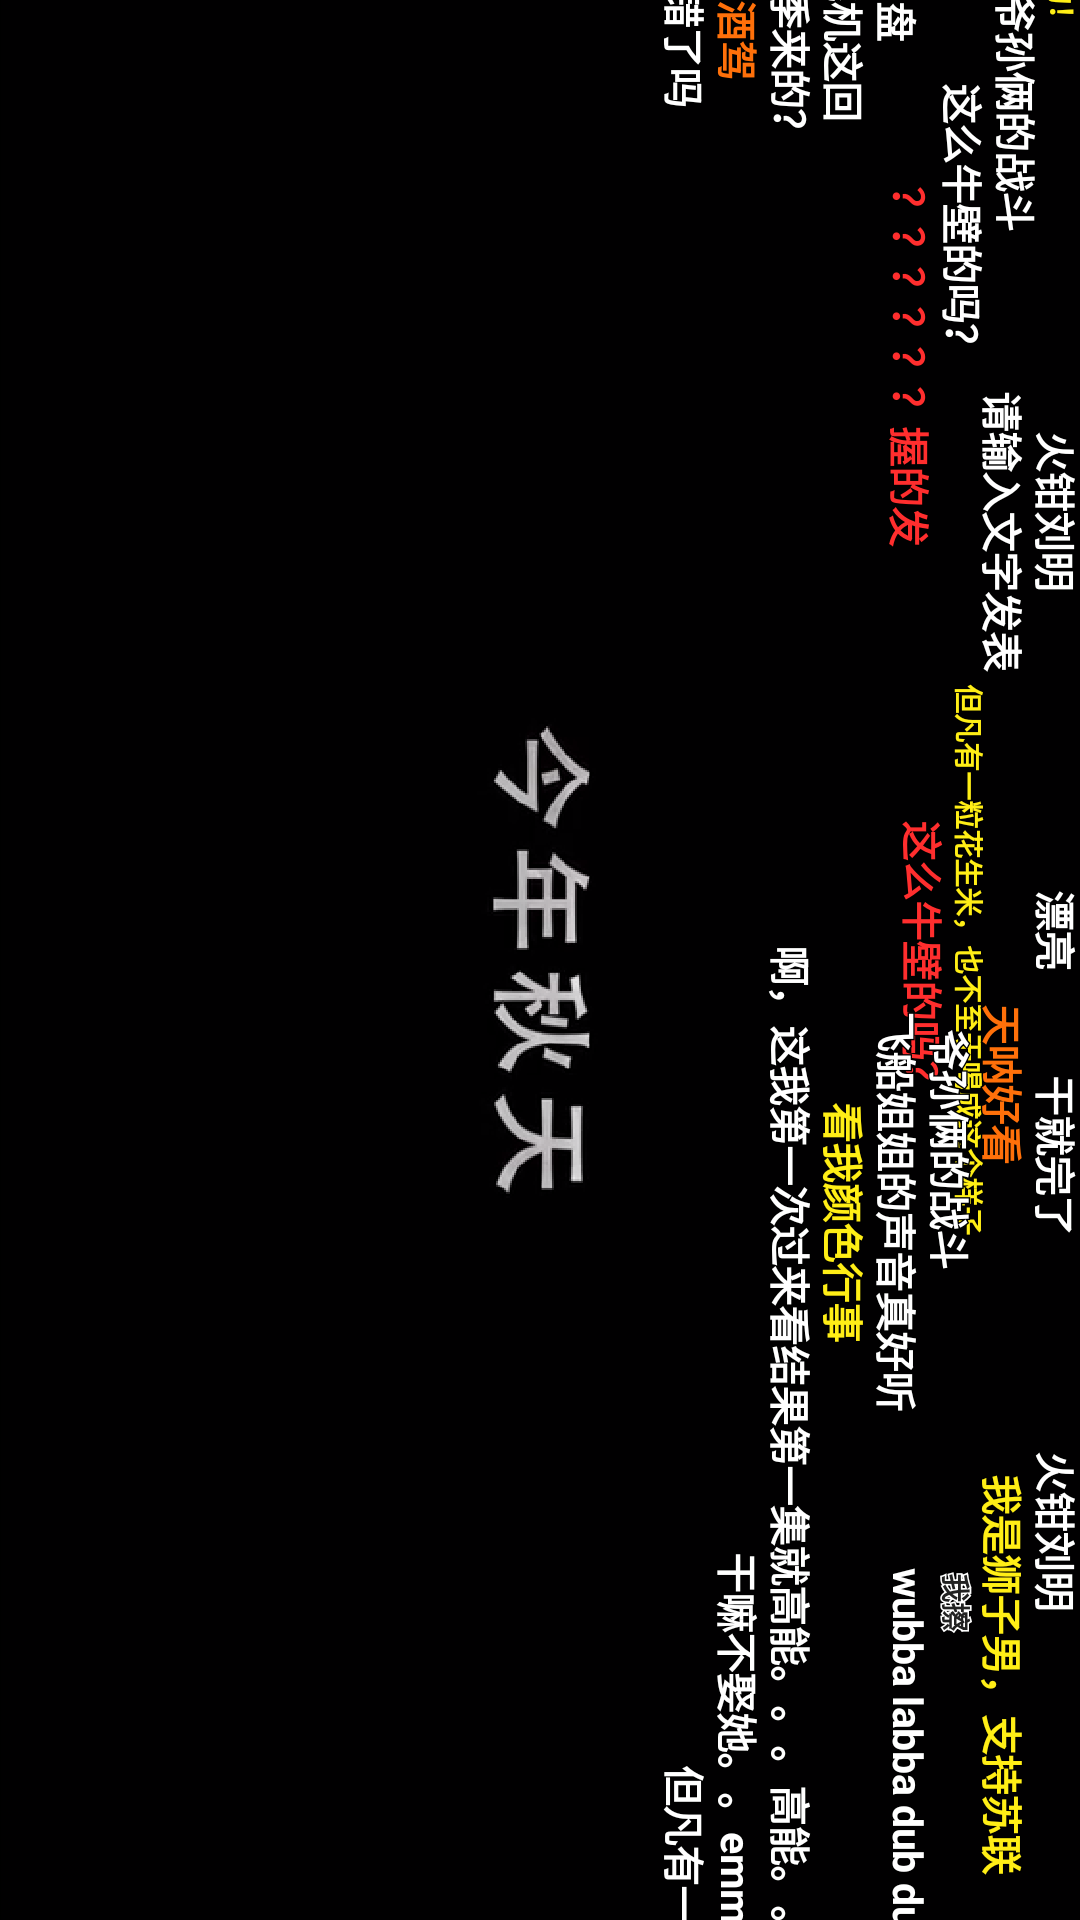 火钳刘明
漂亮
干就完了
火钳刘明
爷孙俩的战斗
请输入文字发表
天呐好看
我是狮子男，支持苏联
这么牛壁的吗?
但凡有一粒花生米，也不至于喝成这个样子
爷孙俩的战斗
我擦
？？？？？？握的发
这么牛壁的吗?
wubba labba dub du
盘
飞船姐姐的声音真好听
机这回
看我颜色行事
季来的?
啊，这我第一次过来看结果第一集就高能。。。高能。。
酒驾
干嘛不娶她。。emm
错了吗
但凡有一
今年秋天